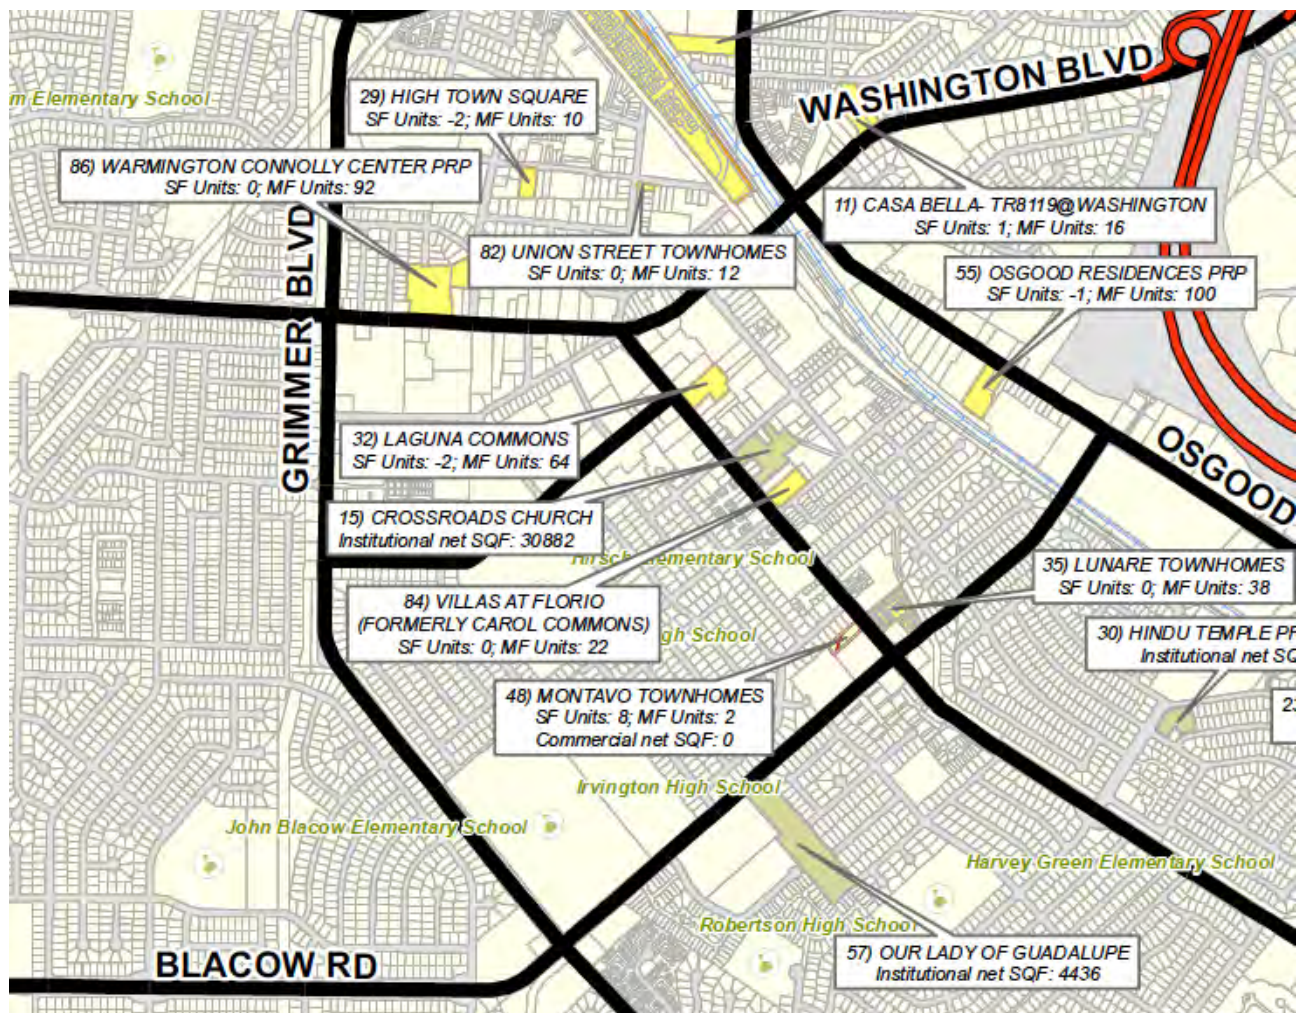 WASHINGTON BLVD
m Elementary School
29) HIGH TOWN SQUARE
SF Units: -2; MF Units: 10
86) WARMINGTON CONNOLLY CENTER PRP
SF Units: 0; MF Units: 92
11) CASA BELLA- TR8119@WASHINGTON
SF Units: 1; MF Units: 16
82) UNION STREET TOWNHOMES
SF Units: 0; MF Units: 12
55) OSGOOD RESIDENCES PRP
SF Units: -1; MF Units: 100
GRIMMER BLVD
32) LAGUNA COMMONS
SF Units: -2; MF Units: 64
OSGOOD
15) CROSSROADS CHURCH
Institutional net SQF: 30882
Elementary School
35) LUNARE TOWNHOMES
SF Units: 0; MF Units: 38
84) VILLAS AT FLORIO
(FORMERLY CAROL COMMONS)
SF Units: 0; MF Units: 22
gh School
30) HINDU TEMPLE
Institutional net SQ
48) MONTAVO TOWNHOMES
SF Units: 8; MF Units: 2
Commercial net SQF: 0
23
Irvington High School
John Blacow Elementary School
Harvey Green Elementary School
Robertson High School
57) OUR LADY OF GUADALUPE
Institutional net SQF: 4436
BLACOW RD